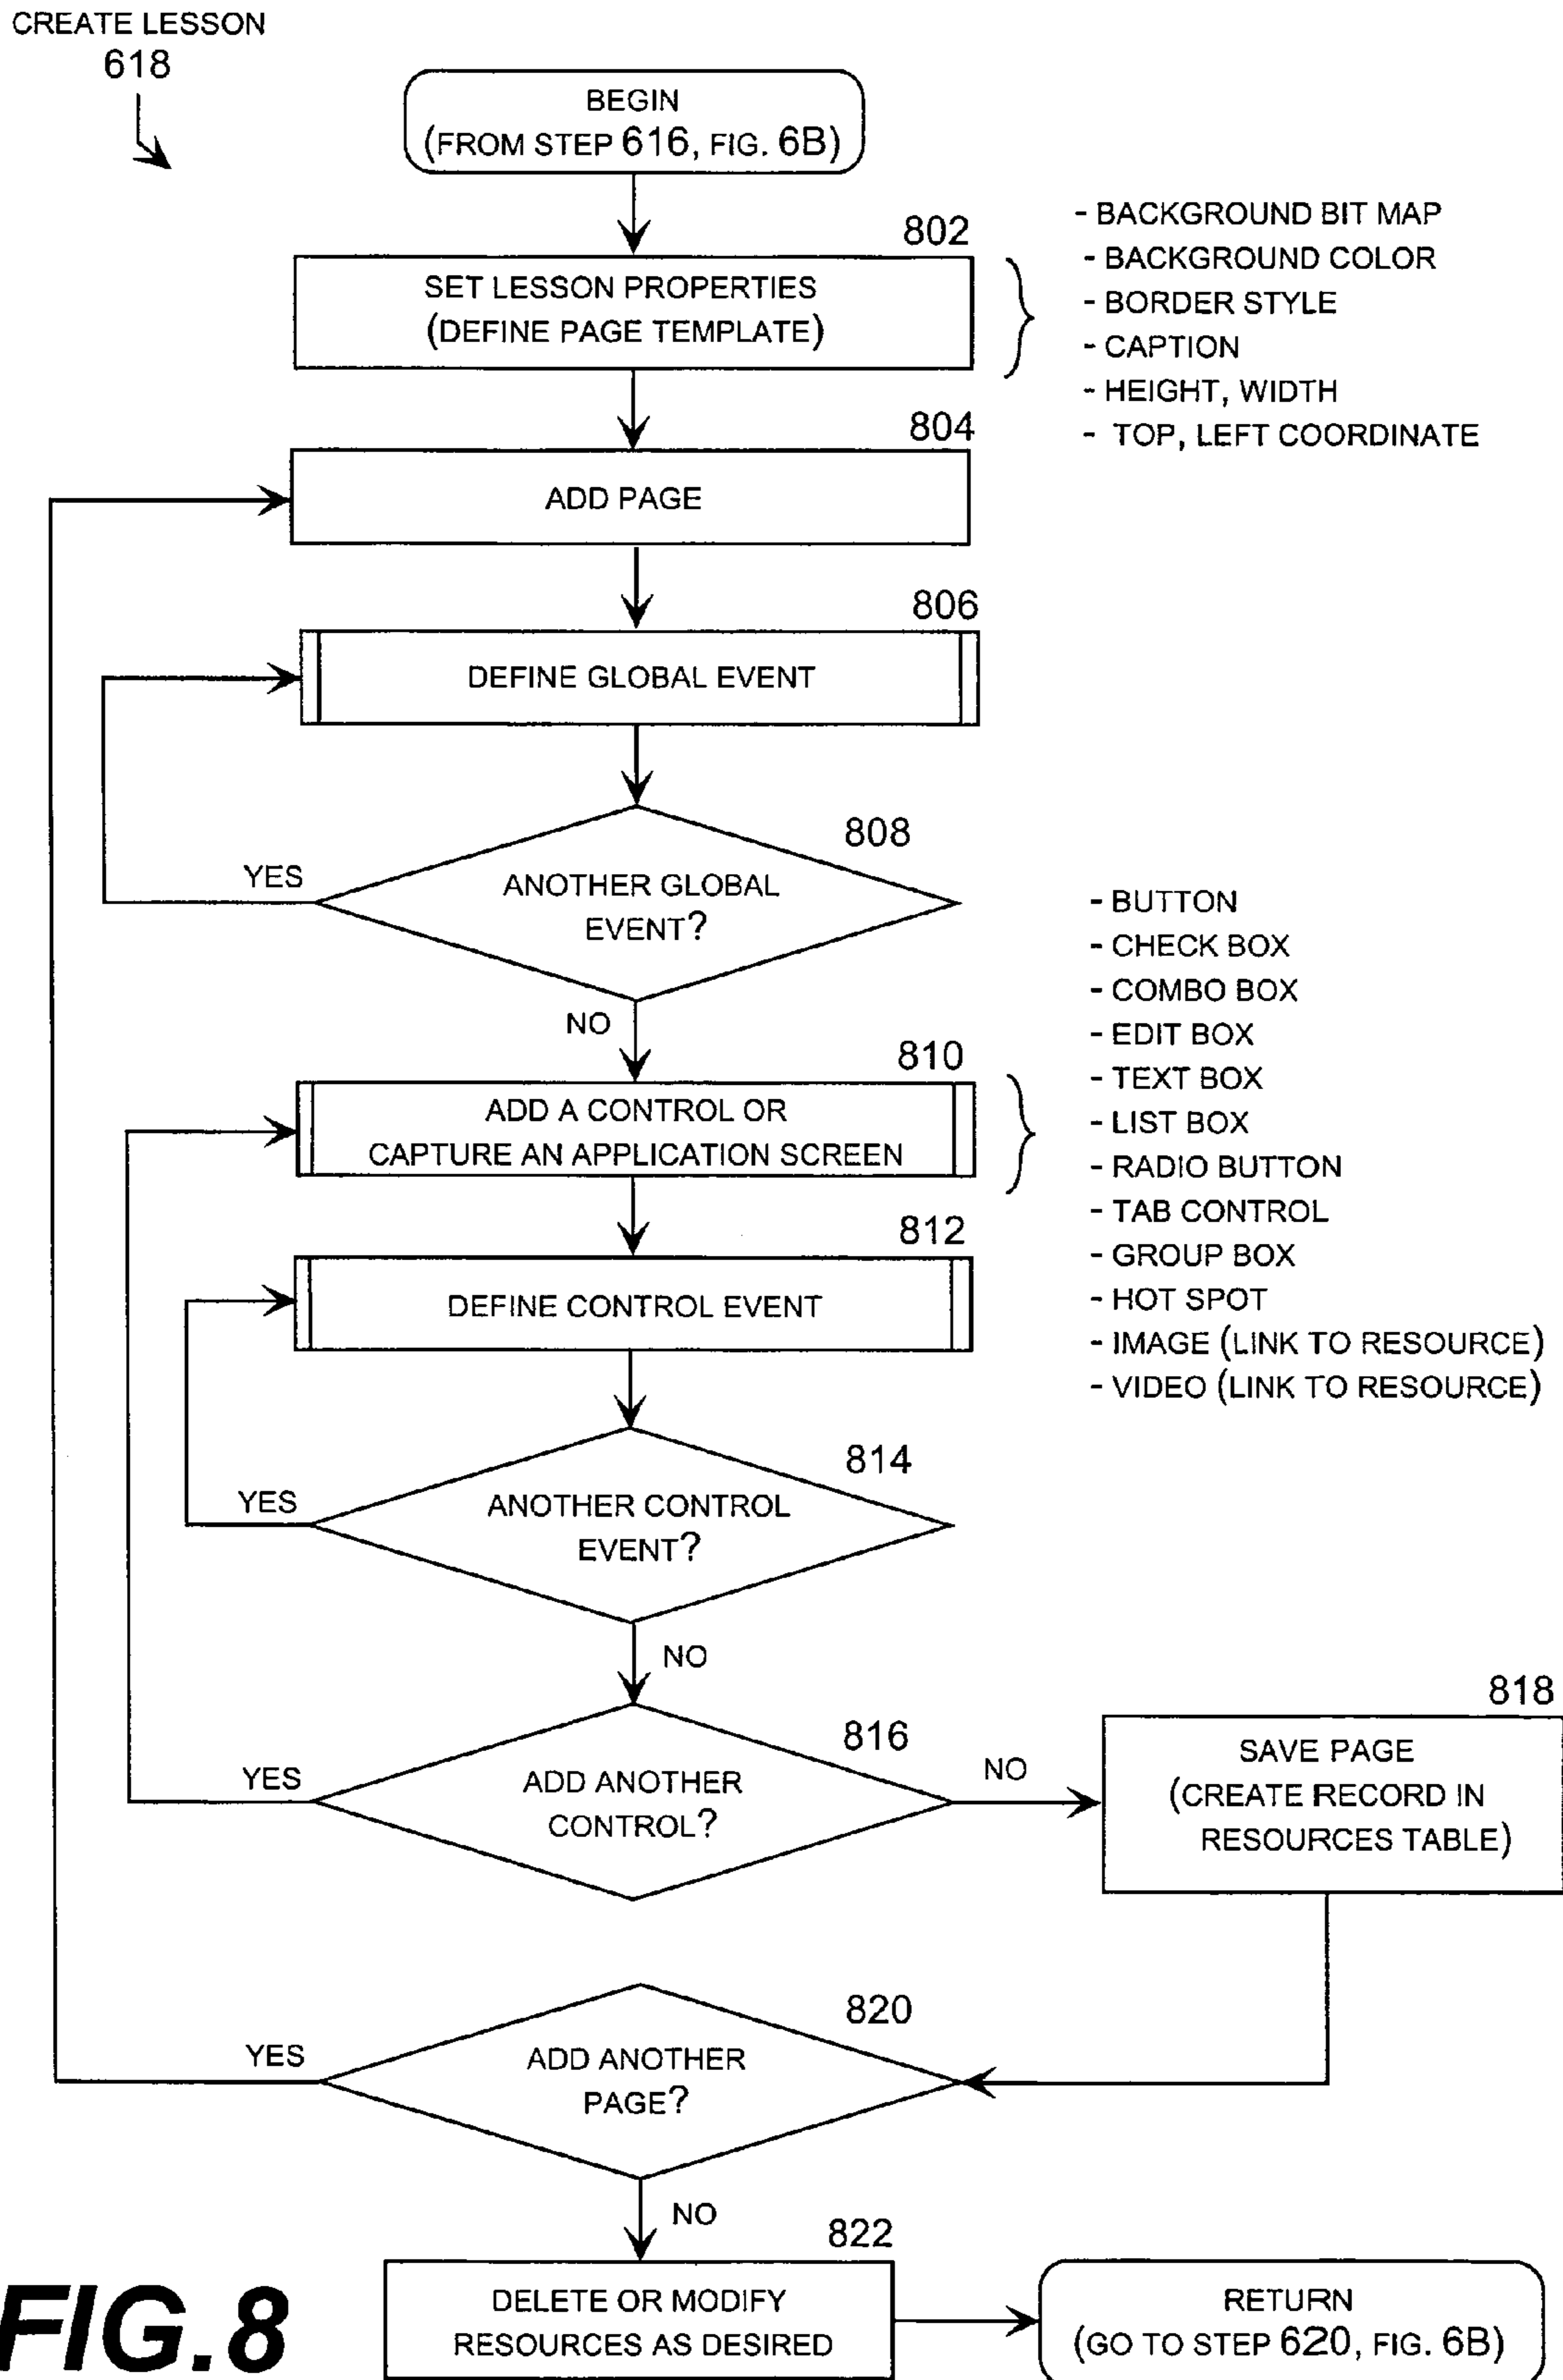 CREATE LESSON
618
BEGIN
(FROM STEP 616, FIG. 6B)
802
SET LESSON PROPERTIES
(DEFINE PAGE TEMPLATE)
- BACKGROUND BIT MAP
- BACKGROUND COLOR
- BORDER STYLE
- CAPTION
- HEIGHT, WIDTH
- TOP, LEFT COORDINATE
804
ADD PAGE
806
DEFINE GLOBAL EVENT
808
YES
ANOTHER GLOBAL
EVENT?
NO
810
ADD A CONTROL OR
CAPTURE AN APPLICATION SCREEN
- BUTTON
- CHECK BOX
- COMBO BOX
- EDIT BOX
- TEXT BOX
- LIST BOX
- RADIO BUTTON
- TAB CONTROL
- GROUP BOX
- HOT SPOT
- IMAGE (LINK TO RESOURCE)
- VIDEO (LINK TO RESOURCE)
812
DEFINE CONTROL EVENT
814
YES
ANOTHER CONTROL
EVENT?
NO
816
YES
ADD ANOTHER
CONTROL?
NO
818
SAVE PAGE
(CREATE RECORD IN
RESOURCES TABLE)
820
YES
ADD ANOTHER
PAGE?
NO
822
DELETE OR MODIFY
RESOURCES AS DESIRED
RETURN
(GO TO STEP 620, FIG. 6B)
FIG.8